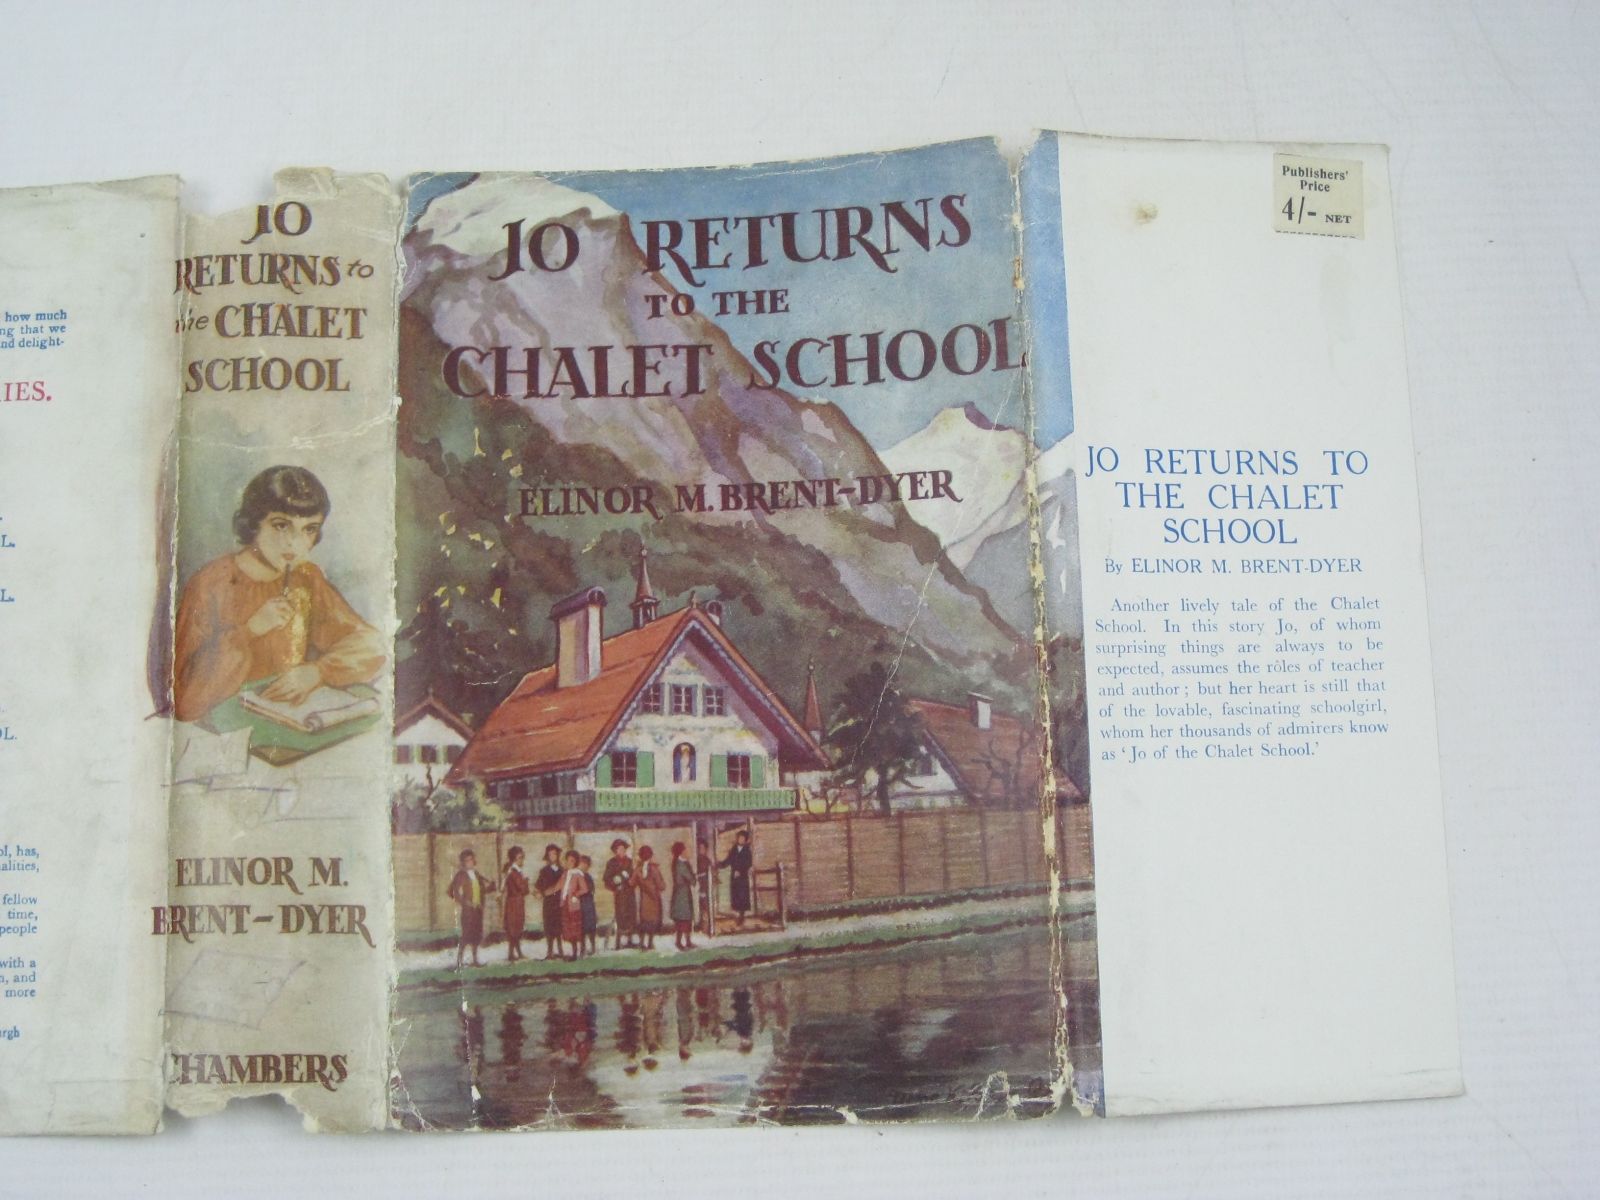 how much
ng that we
nd delight-
IES.
L.
L.
OL.
ol, has,
alities,
fellow
time,
people
with a
n, and
more
urgh
JO
RETURNS to
the CHALET
SCHOOL
ELINOR M.
BRENT-DYER
CHAMBERS
JO RETURNS
TO THE
CHALET SCHOOL
ELINOR M. BRENT-DYER
Publishers'
Price
4/- NET
JO RETURNS TO
THE CHALET
SCHOOL
By ELINOR M. BRENT-DYER
Another lively tale of the Chalet
School. In this story Jo, of whom
surprising things are always to be
expected, assumes the rôles of teacher
and author; but her heart is still that
of the lovable, fascinating schoolgirl,
whom her thousands of admirers know
as 'Jo of the Chalet School.'